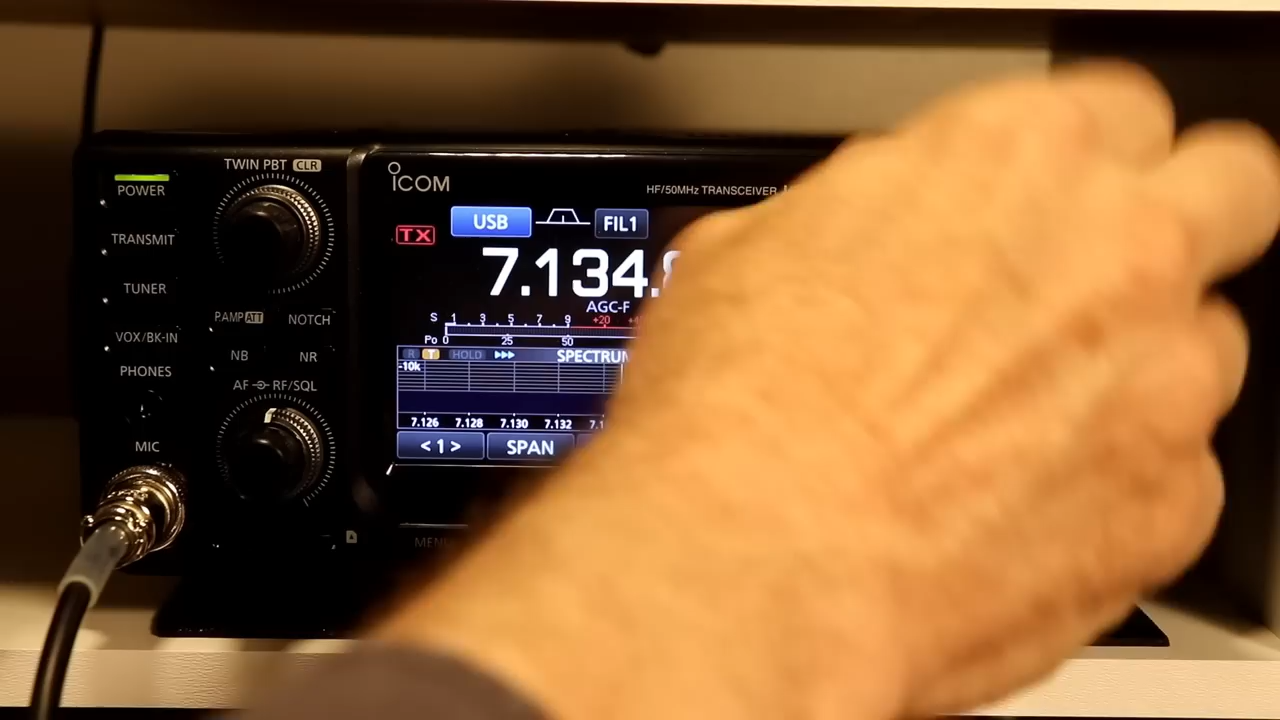 TWIN PBT CLR
POWER
ICOM
HF/50MHz TRANSCEIVER
TRANSMIT
TX
USB
FIL1
7.134.
TUNER
AGC-F
P.AMP ATT
NOTCH
S 1 3 5 7 9 +20
VOX/BK-IN
Po 0 25 50
NB
NR
R T HOLD SPECTRUM
PHONES
-10k
AF RF/SQL
7.126 7.128 7.130 7.132 7.1
MIC
< 1 >
SPAN
MENU